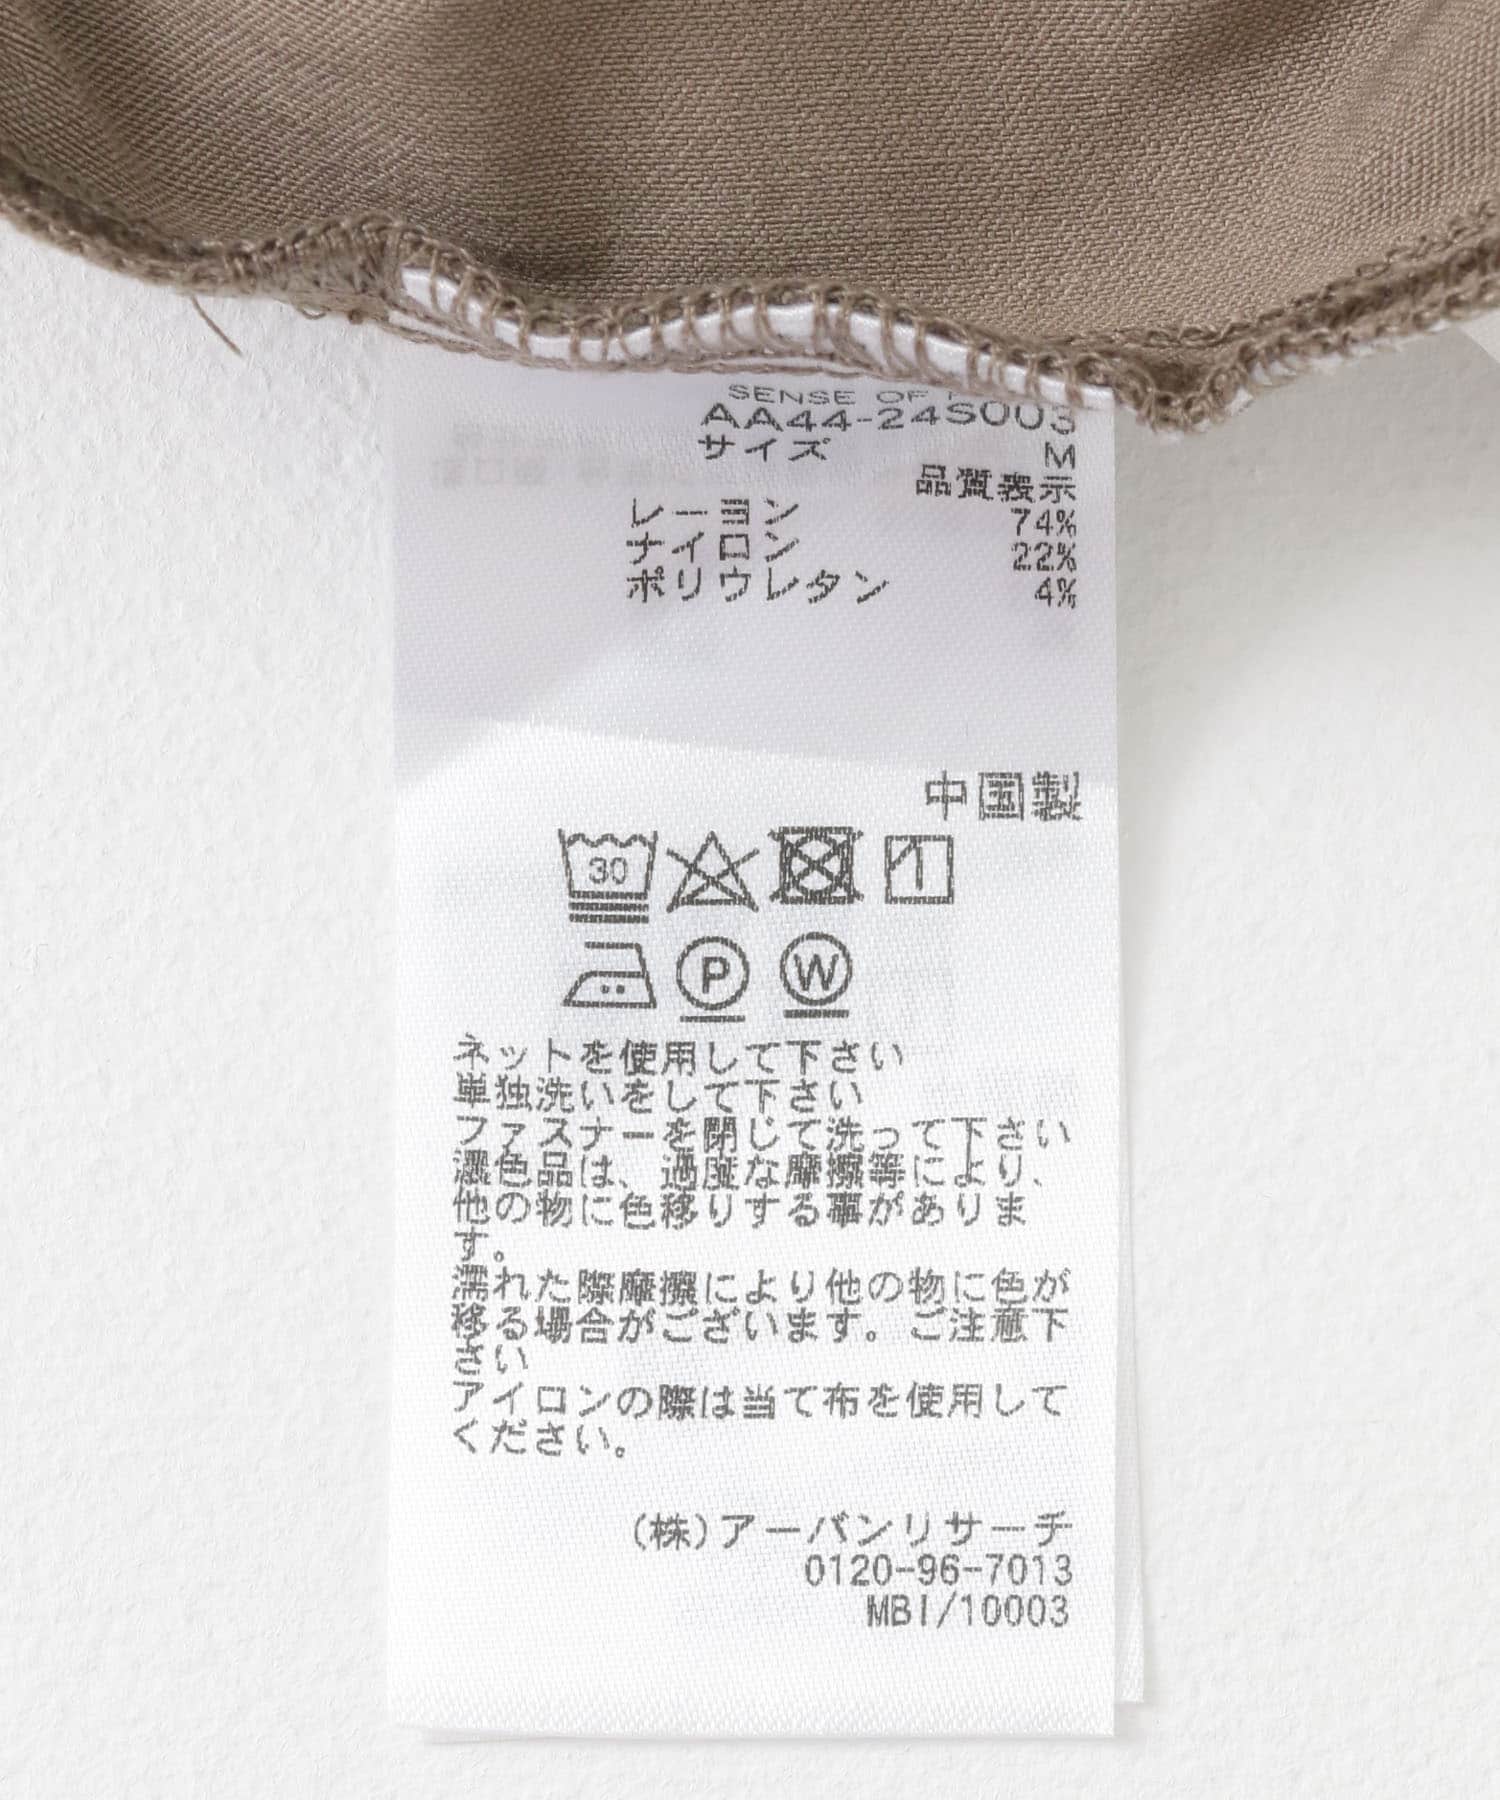 SENSE OF
AA44-24S003
サイズ M
品質表示
レーヨン 74%
ナイロン 22%
ポリウレタン 4%
中国製
30
P W
ネットを使用して下さい
単独洗いをして下さい
ファスナーを閉じて洗って下さい
濃色品は、過度な摩擦等により、
他の物に色移りする事がありま
す。
濡れた際摩擦により他の物に色が
移る場合がございます。ご注意下
さい
アイロンの際は当て布を使用して
ください。
(株)アーバンリサーチ
0120-96-7013
MBI/10003